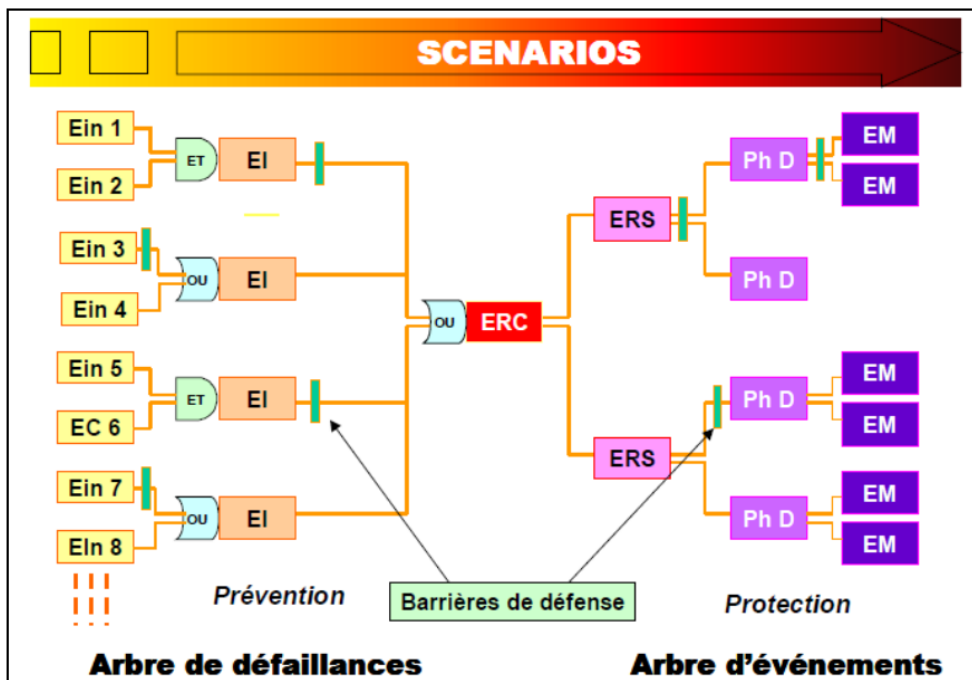 SCENARIOS
Ein 1
Ein 2
ET
EI
Ein 3
Ein 4
OU
EI
Ein 5
EC 6
ET
EI
Ein 7
EIn 8
OU
EI
OU
ERC
ERS
ERS
Ph D
Ph D
Ph D
Ph D
EM
EM
EM
EM
EM
EM
Prévention
Barrières de défense
Protection
Arbre de défaillances
Arbre d'événements